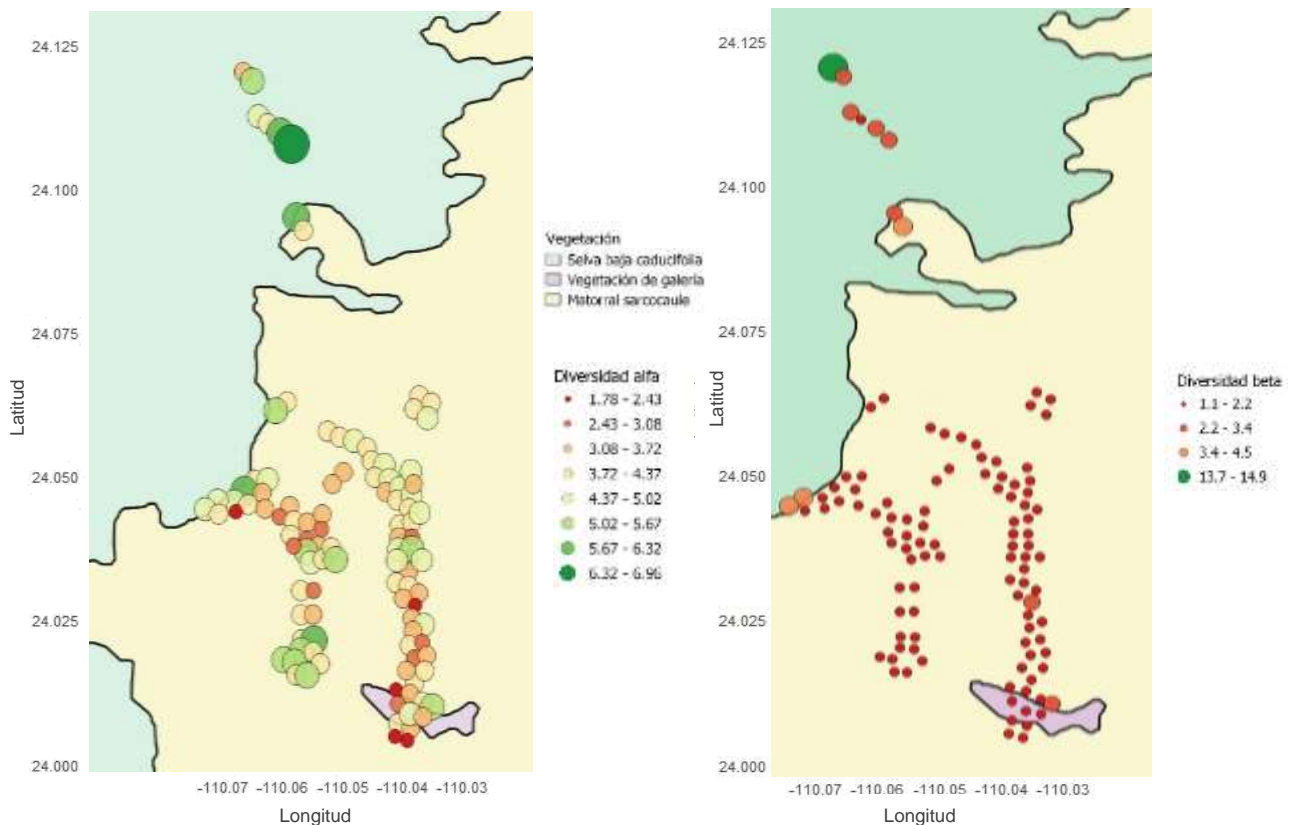 24.125
24.100
24.075
24.050
24.025
24.000
Latitud
-110.07 -110.06 -110.05 -110.04 -110.03
Longitud
Vegetación
Selva baja caducifolia
Vegetación de galería
Matorral sarcocaule
Diversidad alfa
1.78 - 2.43
2.43 - 3.08
3.08 - 3.72
3.72 - 4.37
4.37 - 5.02
5.02 - 5.67
5.67 - 6.32
6.32 - 6.96
24.125
24.100
24.075
24.050
24.025
24.000
Latitud
-110.07 -110.06 -110.05 -110.04 -110.03
Longitud
Diversidad beta
1.1 - 2.2
2.2 - 3.4
3.4 - 4.5
13.7 - 14.9